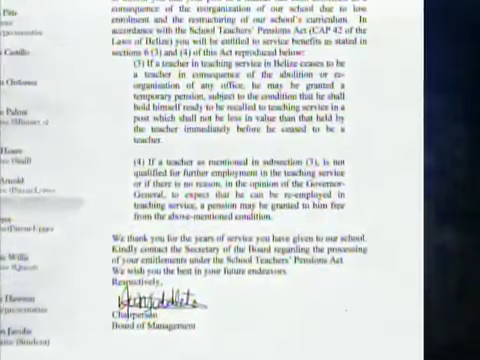 consequence of the reorganization of our school due to low
enrolment and the restructuring of our school's curriculum. In
accordance with the School Teachers' Pensions Act (CAP 42 of the
Laws of Belize) you will be entitled to service benefits as stated in
sections 6 (3) and (4) of this Act reproduced below:
(3) If a teacher in teaching service in Belize ceases to be
a teacher in consequence of the abolition or re-
organisation of any office, he may be granted a
temporary pension, subject to the condition that he shall
hold himself ready to be recalled to teaching service in a
post which shall not be less in value than that held by
the teacher immediately before he ceased to be a
teacher.
(4) If a teacher as mentioned in subsection (3), is not
qualified for further employment in the teaching service
or if there is no reason, in the opinion of the Governor-
General, to expect that he can be re-employed in
teaching service, a pension may be granted to him free
from the above-mentioned condition.
We thank you for the years of service you have given to our school.
Kindly contact the Secretary of the Board regarding the processing
of your entitlements under the School Teachers' Pensions Act
We wish you the best in your future endeavors
Respectively,
Chairperson
Board of Management
Castillo
Palma
Arnold
Willis
(Student)